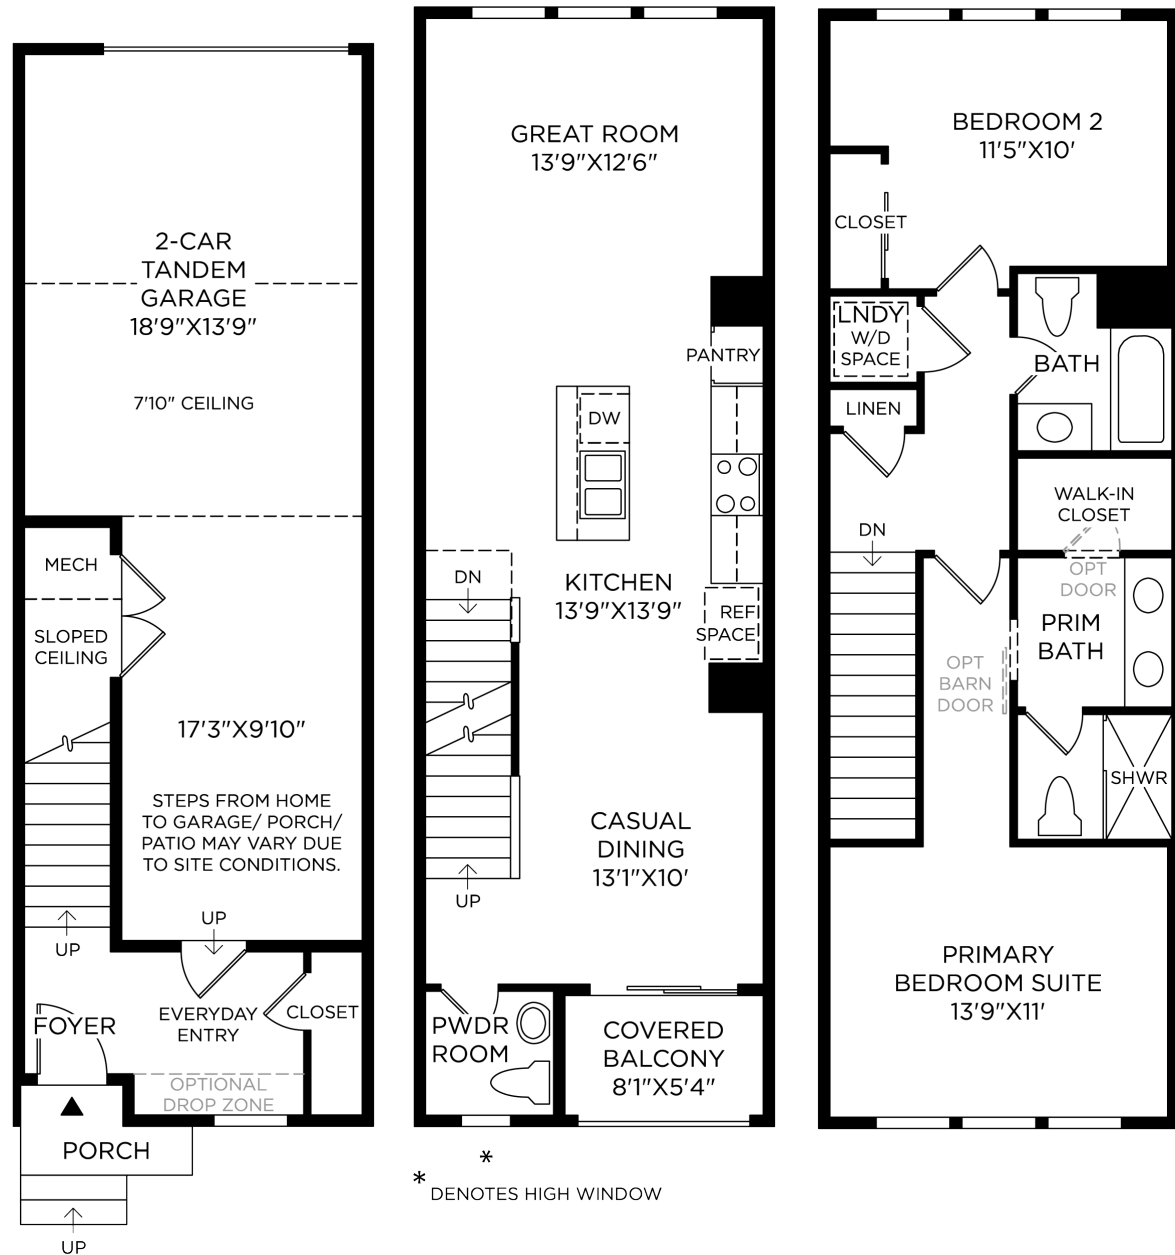 2-CAR
TANDEM
GARAGE
18'9"X13'9"
7'10" CEILING
MECH
SLOPED
CEILING
17'3"X9'10"
STEPS FROM HOME
TO GARAGE/ PORCH/
PATIO MAY VARY DUE
TO SITE CONDITIONS.
UP
UP
FOYER
EVERYDAY
ENTRY
CLOSET
OPTIONAL
DROP ZONE
PORCH
UP
GREAT ROOM
13'9"X12'6"
PANTRY
DW
DN
KITCHEN
13'9"X13'9"
REF
SPACE
CASUAL
DINING
13'1"X10'
UP
PWDR
ROOM
COVERED
BALCONY
8'1"X5'4"
*
* DENOTES HIGH WINDOW
BEDROOM 2
11'5"X10'
CLOSET
LNDY
W/D
SPACE
BATH
LINEN
WALK-IN
CLOSET
DN
OPT
DOOR
PRIM
BATH
OPT
BARN
DOOR
SHWR
PRIMARY
BEDROOM SUITE
13'9"X11'